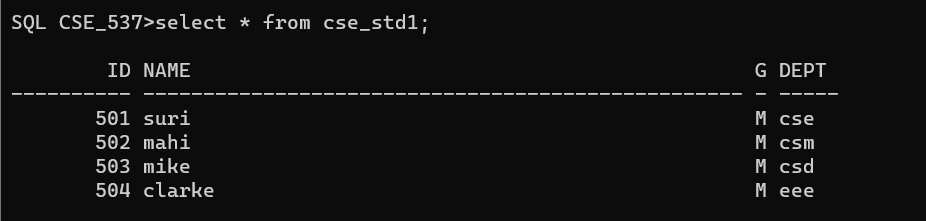 SQL CSE_537>select * from cse_std1;
        ID NAME                                               G DEPT
---------- -------------------------------------------------- - -----
       501 suri                                               M cse
       502 mahi                                               M csm
       503 mike                                               M csd
       504 clarke                                             M eee